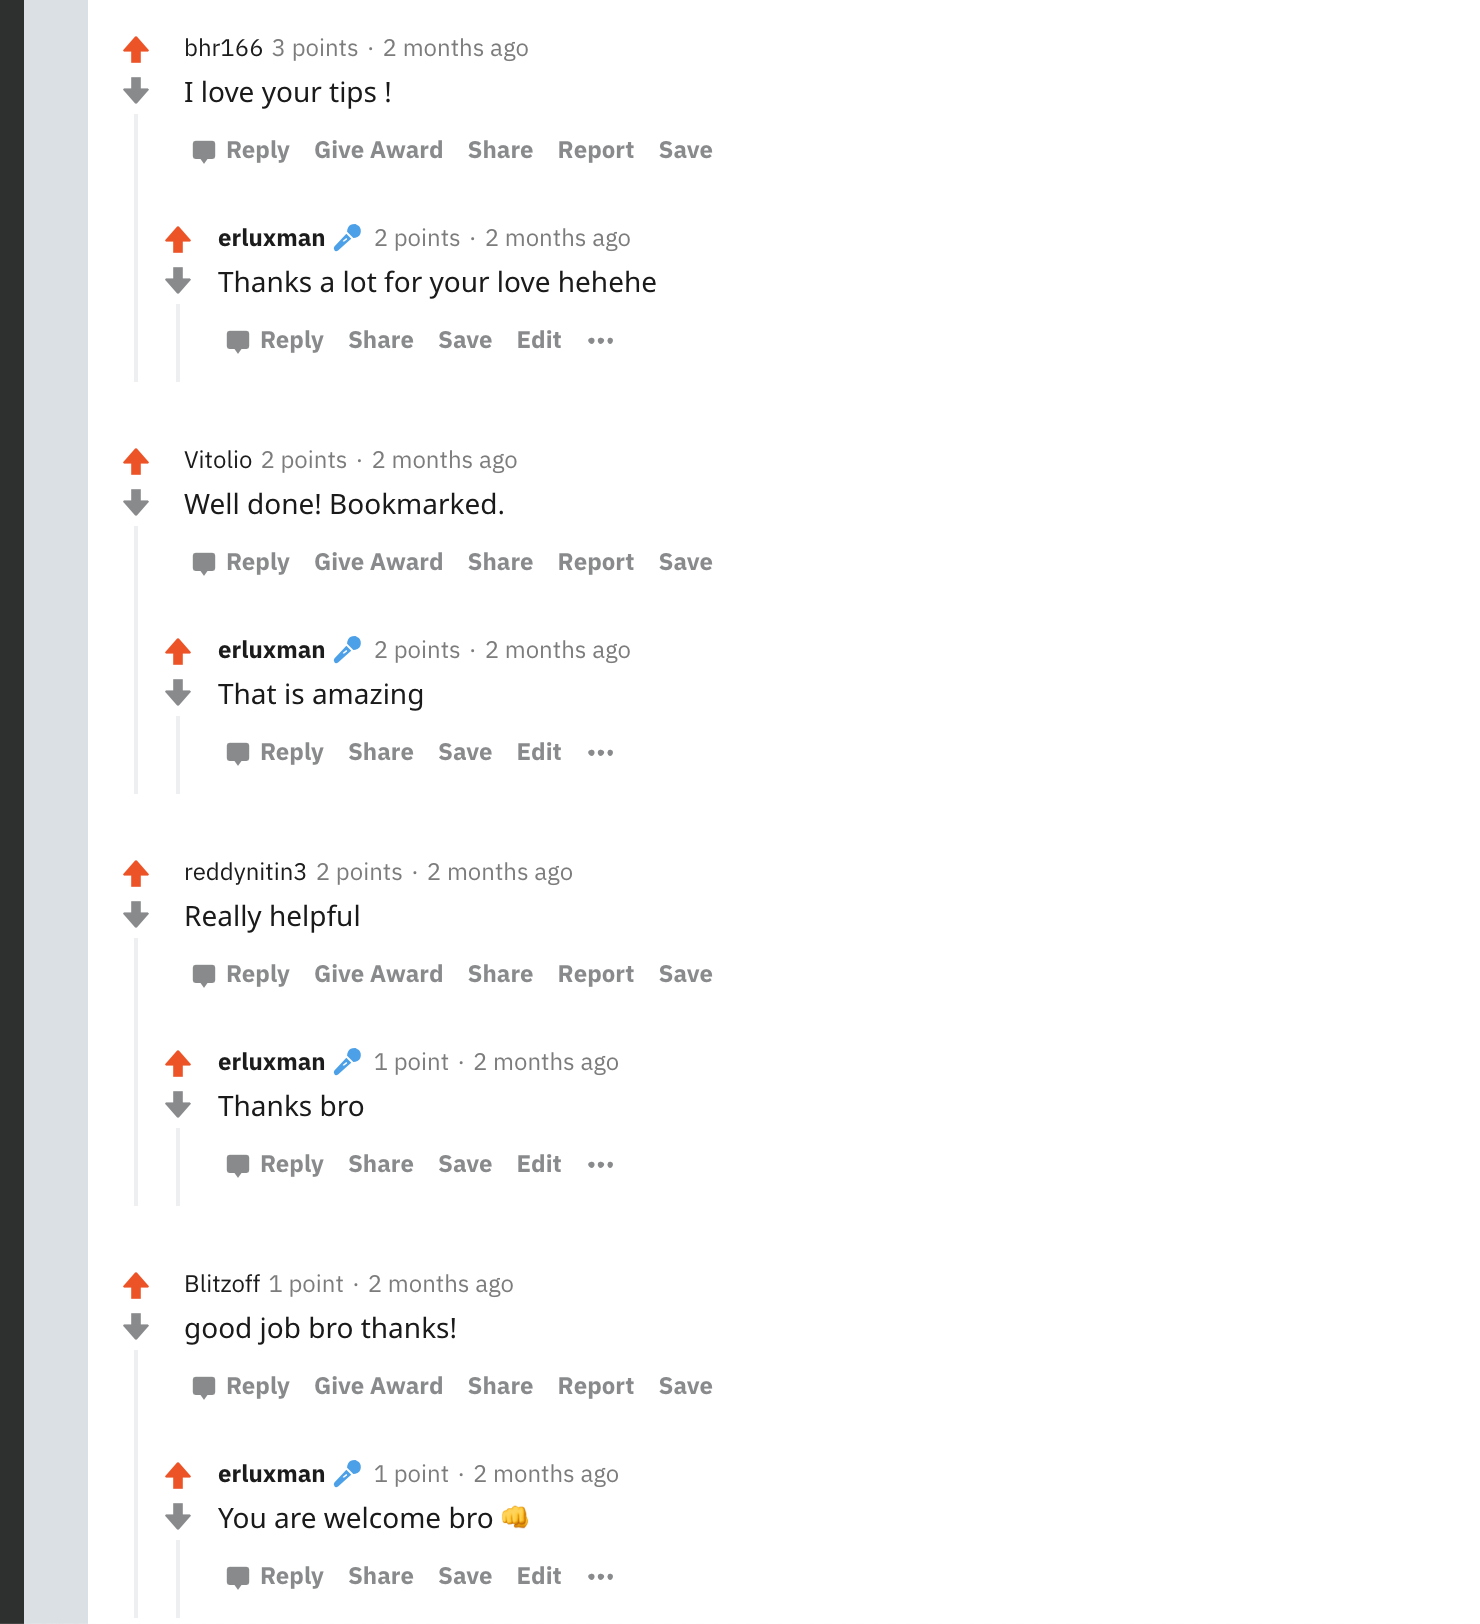 bhr166 3 points · 2 months ago
I love your tips !
Reply Give Award Share Report Save
erluxman 2 points · 2 months ago
Thanks a lot for your love hehehe
Reply Share Save Edit •••
Vitolio 2 points · 2 months ago
Well done! Bookmarked.
Reply Give Award Share Report Save
erluxman 2 points · 2 months ago
That is amazing
Reply Share Save Edit •••
reddynitin3 2 points · 2 months ago
Really helpful
Reply Give Award Share Report Save
erluxman 1 point · 2 months ago
Thanks bro
Reply Share Save Edit •••
Blitzoff 1 point · 2 months ago
good job bro thanks!
Reply Give Award Share Report Save
erluxman 1 point · 2 months ago
You are welcome bro 👊
Reply Share Save Edit •••